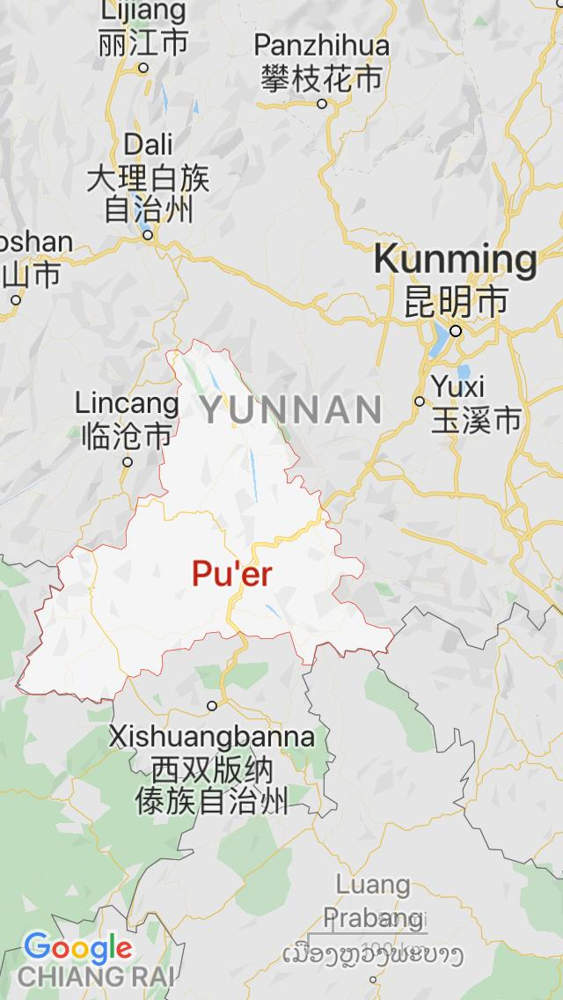 Lijiang
丽江市
Panzhihua
攀枝花市
Dali
大理白族
自治州
oshan
山市
Kunming
昆明市
Yuxi
玉溪市
Lincang
临沧市
YUNNAN
Pu'er
Xishuangbanna
西双版纳
傣族自治州
Luang
Prabang
ເມືອງຫຼວງພະບາງ
Google
CHIANG RAI